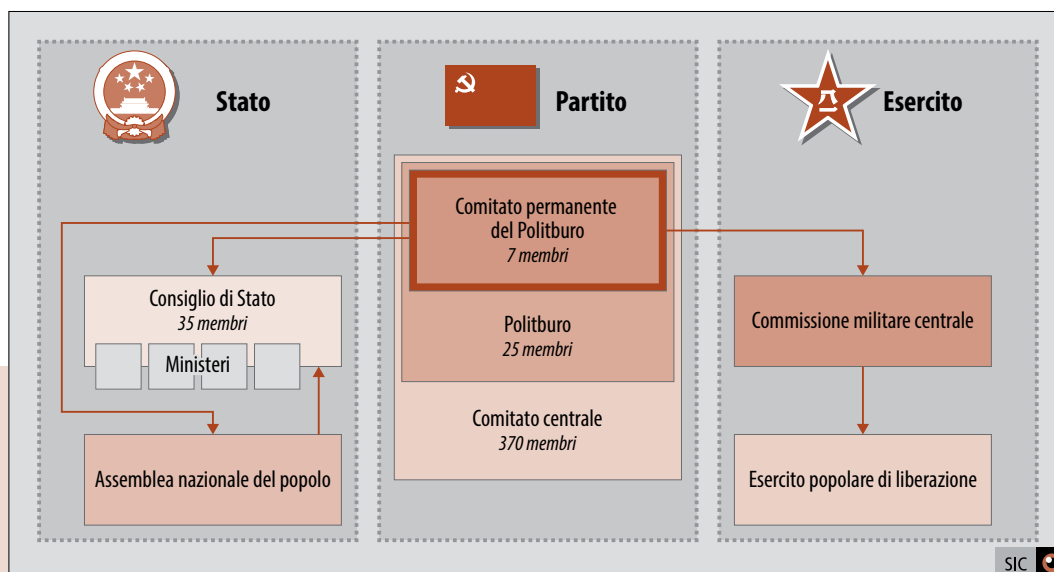 Stato
Partito
Esercito
Comitato permanente
del Politburo
7 membri
Consiglio di Stato
35 membri
Ministeri
Politburo
25 membri
Commissione militare centrale
Comitato centrale
370 membri
Assemblea nazionale del popolo
Esercito popolare di liberazione
SIC